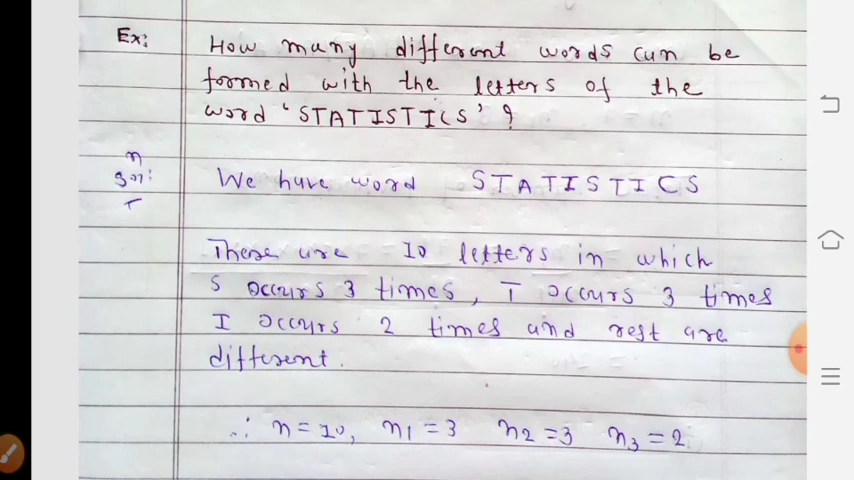 Ex:
How many different words can be
formed with the letters of the
word 'STATISTICS'?
We have word STATISTICS
There are 10 letters in which
S occurs 3 times, T occurs 3 times
I occurs 2 times and rest are
different.
∴ n = 10, n1 = 3 n2 = 3 n3 = 2